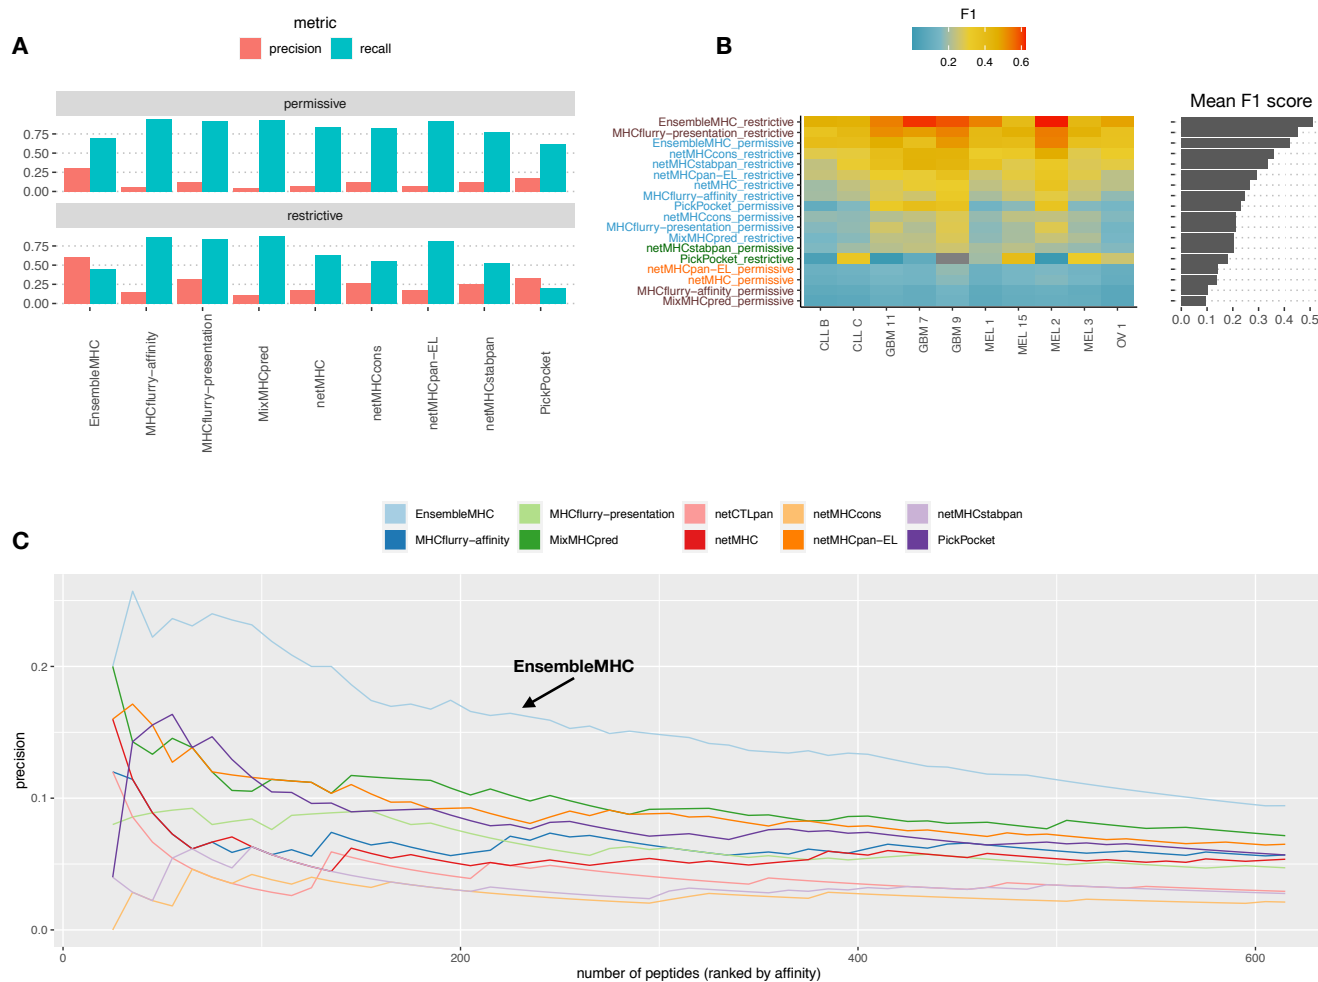 A
metric
precision
recall
permissive
0.75
0.50
0.25
0.00
restrictive
0.75
0.50
0.25
0.00
EnsembleMHC
MHCflurry−affinity
MHCflurry−presentation
MixMHCpred
netMHC
netMHCcons
netMHCpan−EL
netMHCstabpan
PickPocket
B
F1
0.2
0.4
0.6
EnsembleMHC_restrictive
MHCflurry−presentation_restrictive
EnsembleMHC_permissive
netMHCcons_restrictive
netMHCstabpan_restrictive
netMHCpan−EL_restrictive
netMHC_restrictive
MHCflurry−affinity_restrictive
PickPocket_permissive
netMHCcons_permissive
MHCflurry−presentation_permissive
MixMHCpred_restrictive
netMHCstabpan_permissive
PickPocket_restrictive
netMHCpan−EL_permissive
netMHC_permissive
MHCflurry−affinity_permissive
MixMHCpred_permissive
CLL B
CLL C
GBM 11
GBM 7
GBM 9
MEL 1
MEL 15
MEL 2
MEL 3
OV 1
Mean F1 score
0.0
0.1
0.2
0.3
0.4
0.5
C
EnsembleMHC
MHCflurry−presentation
netCTLpan
netMHCcons
netMHCstabpan
MHCflurry−affinity
MixMHCpred
netMHC
netMHCpan−EL
PickPocket
precision
0.2
0.1
0.0
EnsembleMHC
0
200
400
600
number of peptides (ranked by affinity)